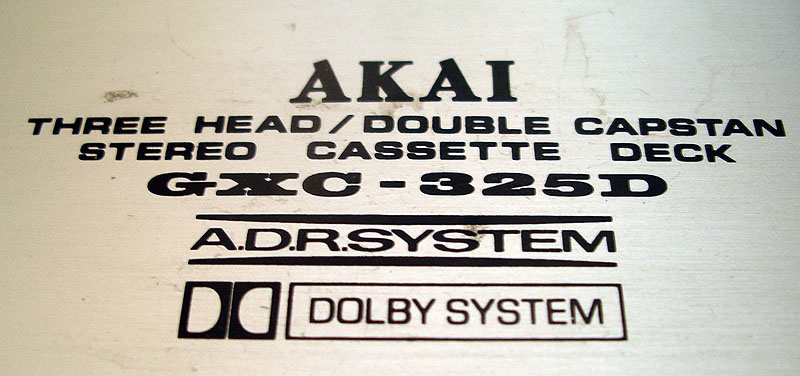 AKAI
THREE HEAD/DOUBLE CAPSTAN
STEREO CASSETTE DECK
GXC-325D
A.D.R.SYSTEM
DOLBY SYSTEM